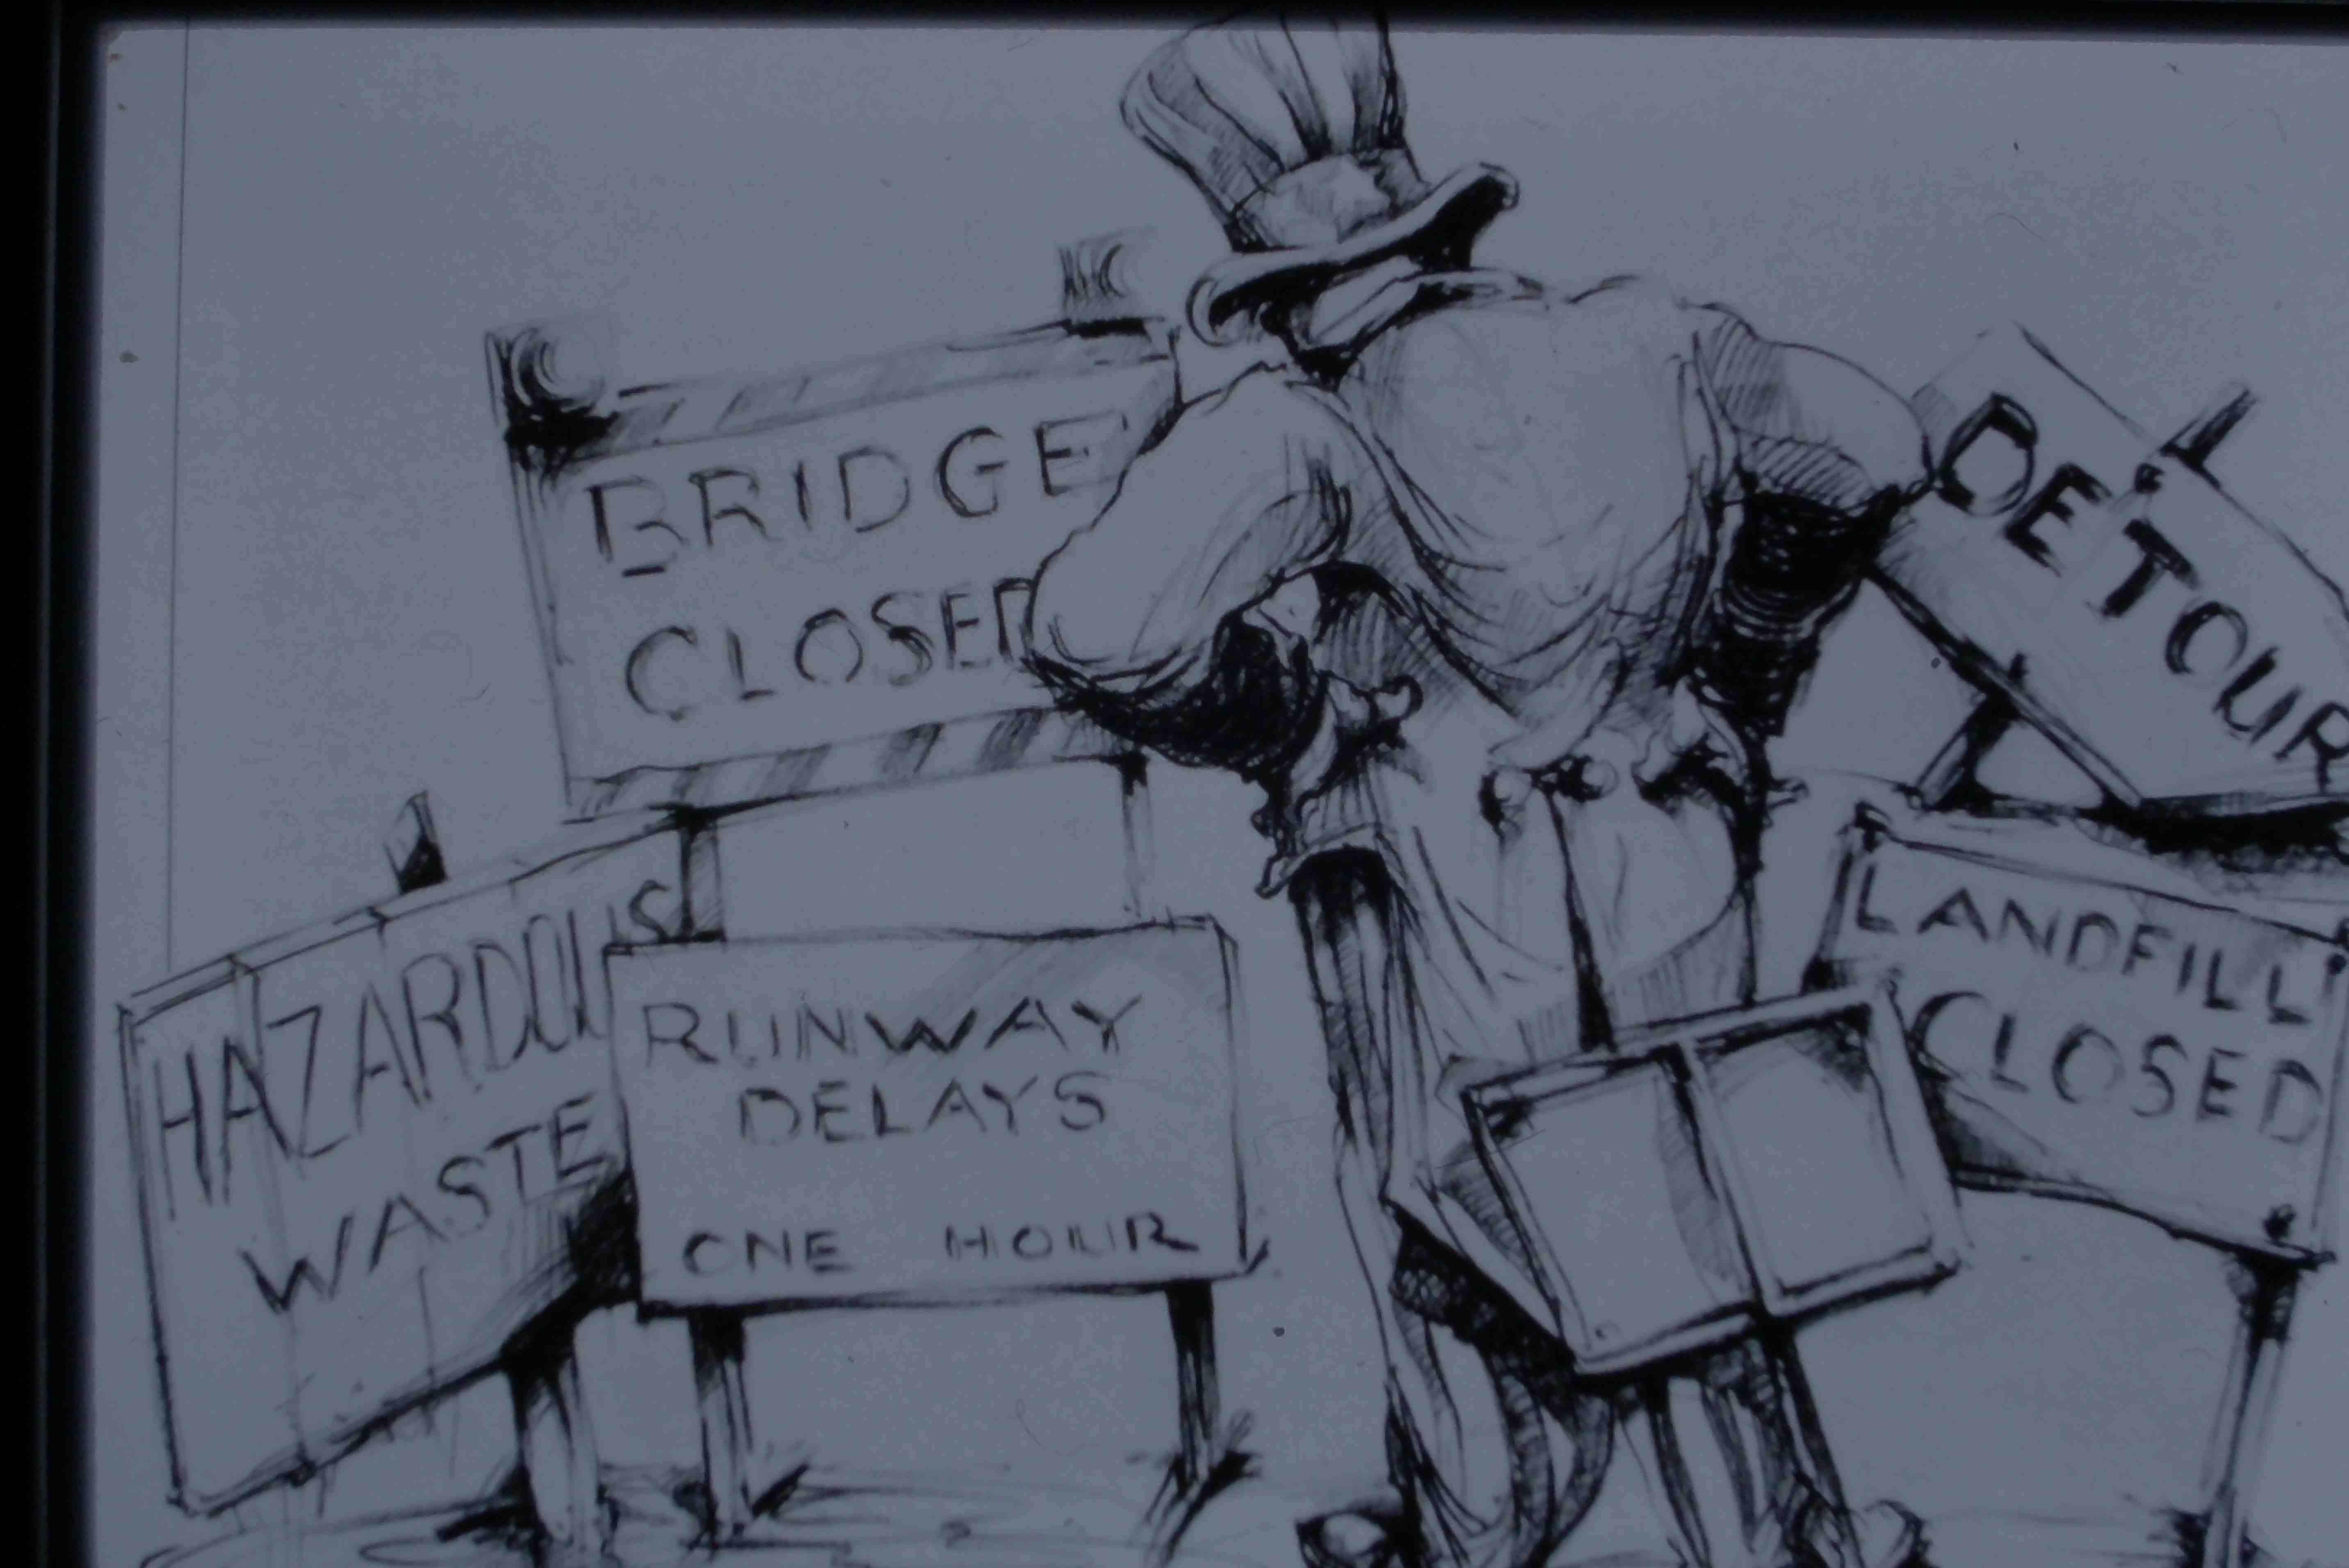 BRIDGE
CLOSED
DETOUR
HAZARDOUS
WASTE
RUNWAY
DELAYS
ONE HOUR
LANDFILL
CLOSED